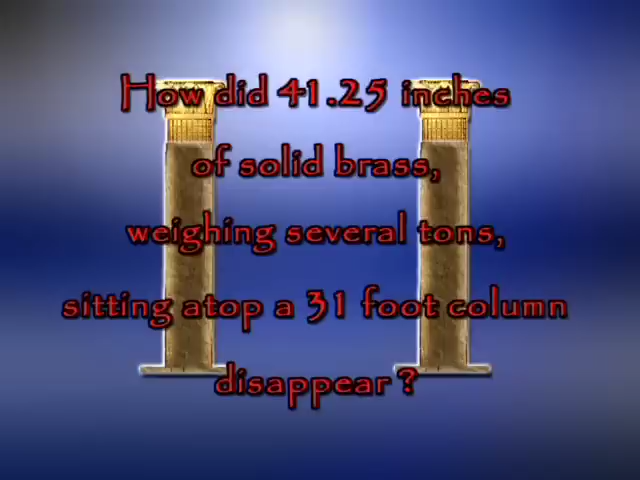 How did 41.25 inches
of solid brass,
weighing several tons,
sitting atop a 31 foot column
disappear ?